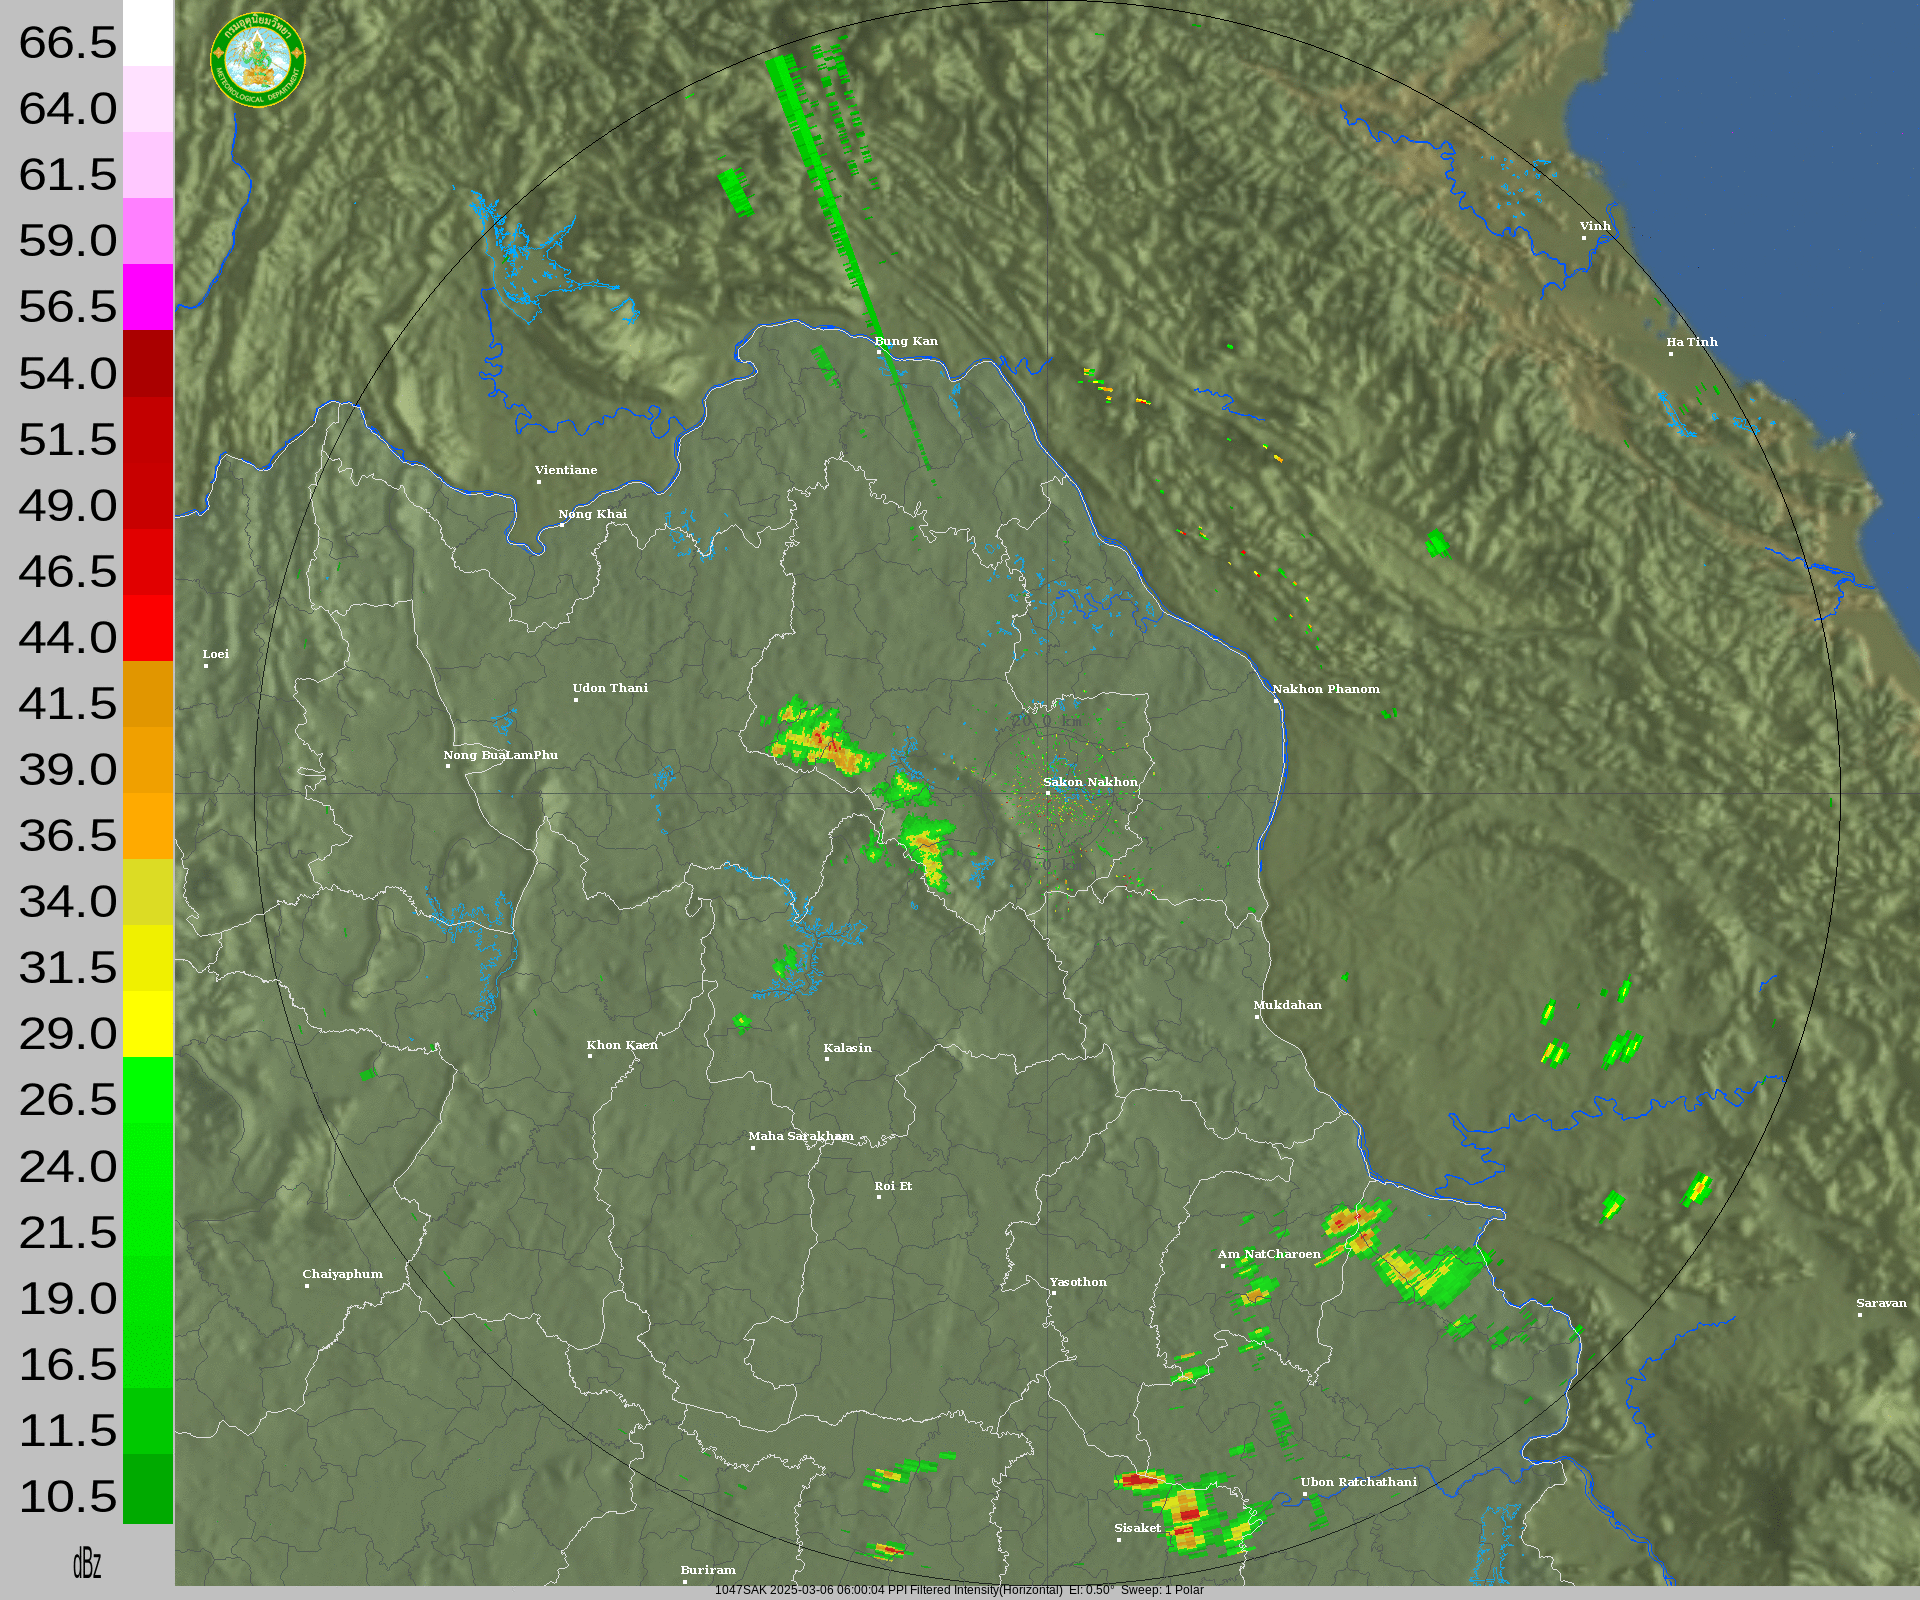 66.5
64.0
61.5
59.0
56.5
54.0
51.5
49.0
46.5
44.0
41.5
39.0
36.5
34.0
31.5
29.0
26.5
24.0
21.5
19.0
16.5
11.5
10.5
dBz
กรมอุตุนิยมวิทยา
METEOROLOGICAL DEPARTMENT
Vinh
Bung Kan
Ha Tinh
Vientiane
Nong Khai
Loei
Udon Thani
Nakhon Phanom
20.0 km
Nong BuaLamPhu
Sakon Nakhon
Mukdahan
Khon Kaen
Kalasin
Maha Sarakham
Roi Et
Am NatCharoen
Chaiyaphum
Yasothon
Saravan
Ubon Ratchathani
Sisaket
Buriram
1047SAK 2025-03-06 06:00:04 PPI Filtered Intensity(Horizontal) El: 0.50° Sweep: 1 Polar